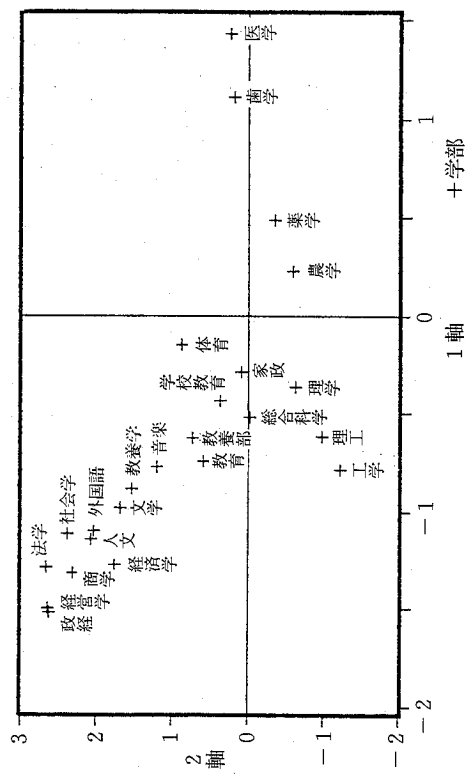 3
2
1
0
－1
－2
2軸
－2
－1
0
1
1軸
＋学部
政経
経営学
法学
商学
社会学
人文
外国語
経済学
文学
教養学
音楽
教育
教養部
学校教育
体育
家政
総合科学
理学
理工
工学
農学
薬学
歯学
医学